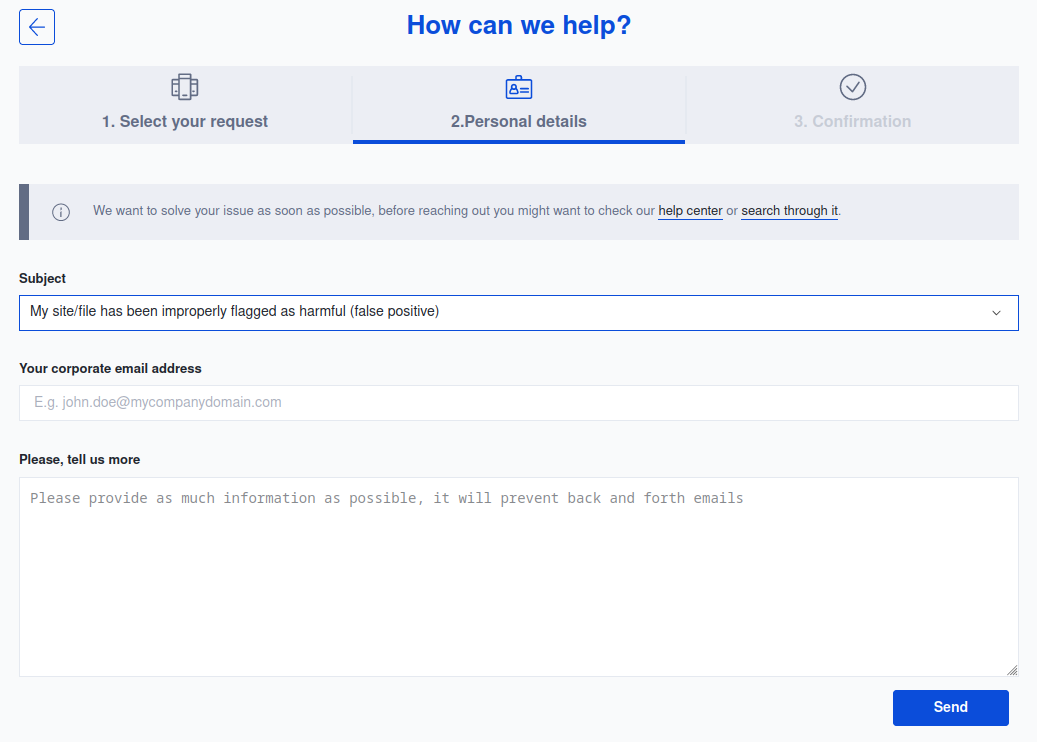 How can we help?
1. Select your request
2.Personal details
3. Confirmation
We want to solve your issue as soon as possible, before reaching out you might want to check our help center or search through it.
Subject
My site/file has been improperly flagged as harmful (false positive)
Your corporate email address
E.g. john.doe@mycompanydomain.com
Please, tell us more
Please provide as much information as possible, it will prevent back and forth emails
Send